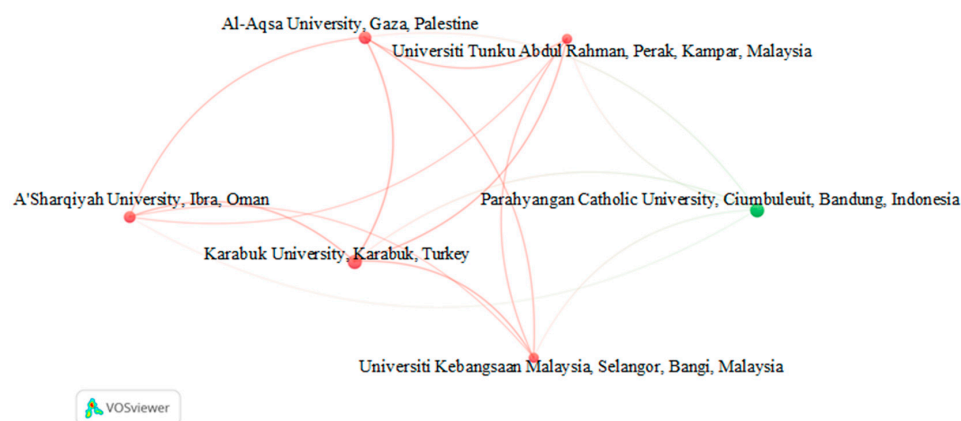 Al-Aqsa University, Gaza, Palestine
Universiti Tunku Abdul Rahman, Perak, Kampar, Malaysia
A'Sharqiyah University, Ibra, Oman
Parahyangan Catholic University, Ciumbuleuit, Bandung, Indonesia
Karabuk University, Karabuk, Turkey
Universiti Kebangsaan Malaysia, Selangor, Bangi, Malaysia
VOSviewer